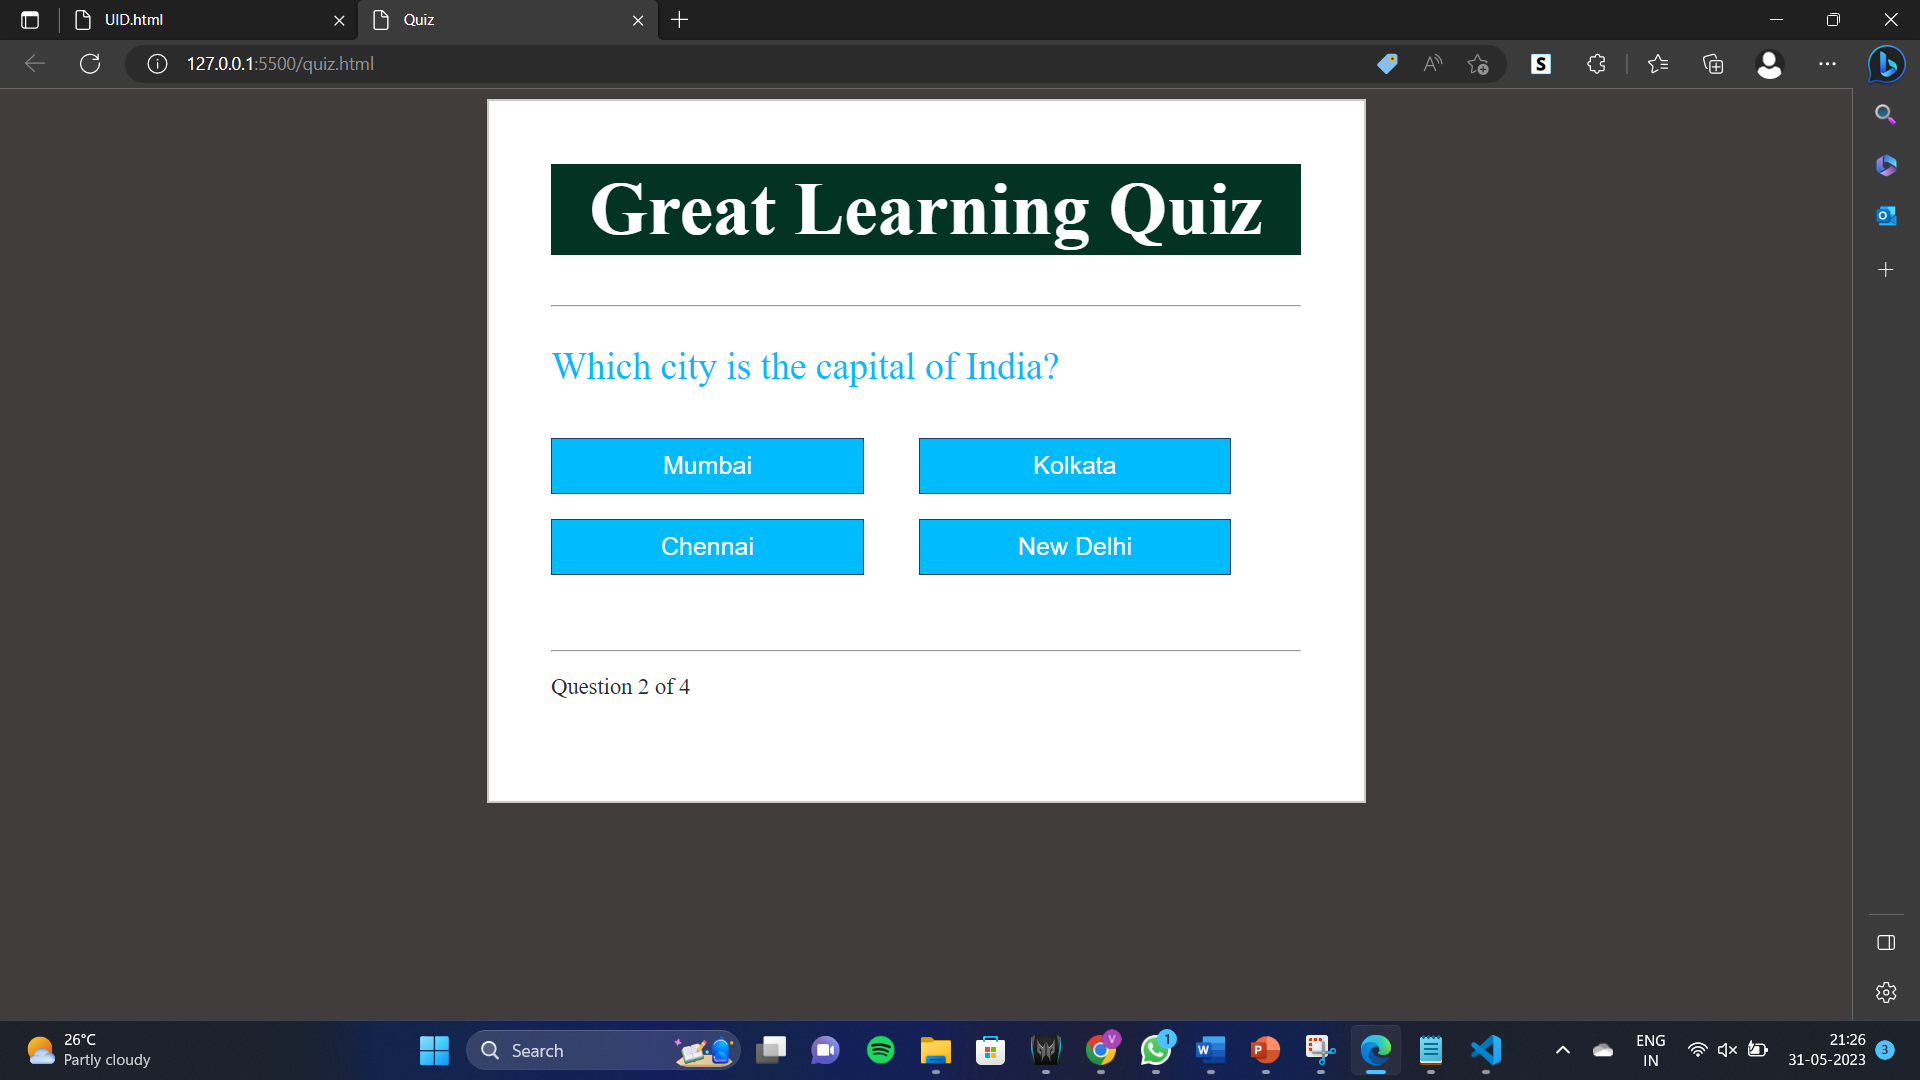 UID.html
Quiz
127.0.0.1:5500/quiz.html
Great Learning Quiz
Which city is the capital of India?
Mumbai
Kolkata
Chennai
New Delhi
Question 2 of 4
26°C
Partly cloudy
Search
V
1
W
P
ENG
IN
21:26
31-05-2023
3